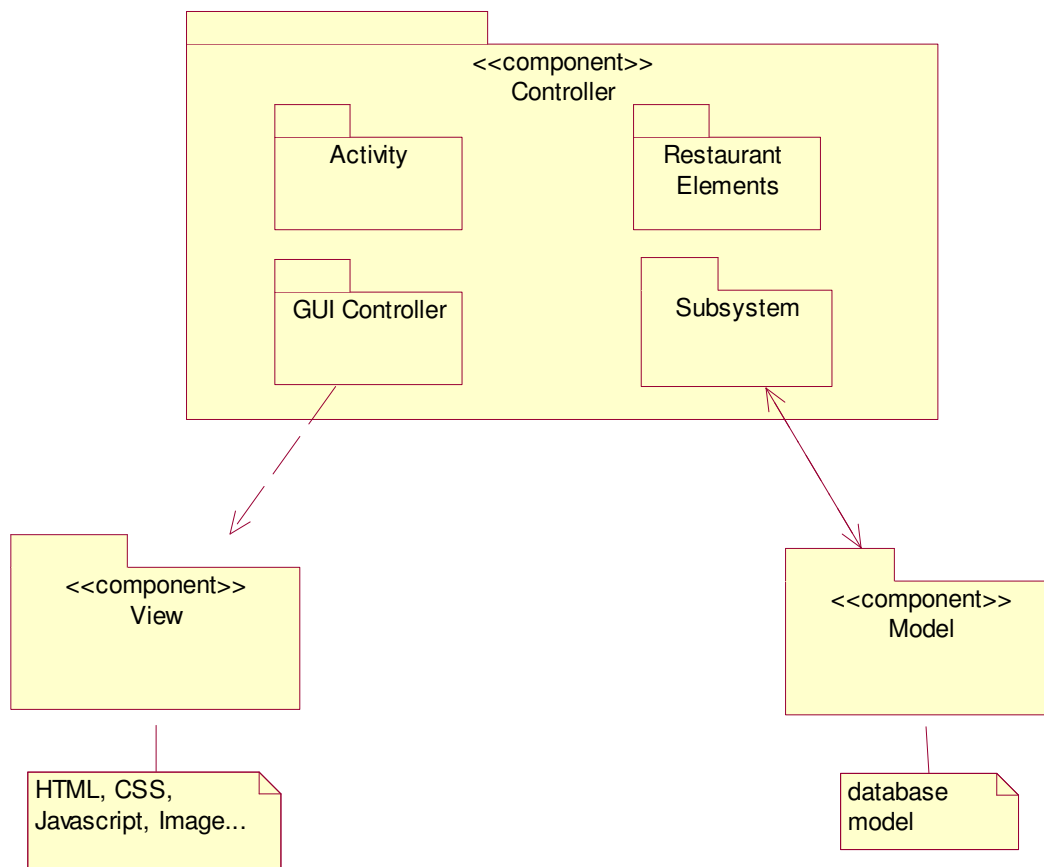 <<component>>
Controller
Activity
Restaurant
Elements
GUI Controller
Subsystem
<<component>>
View
<<component>>
Model
HTML, CSS,
Javascript, Image...
database
model